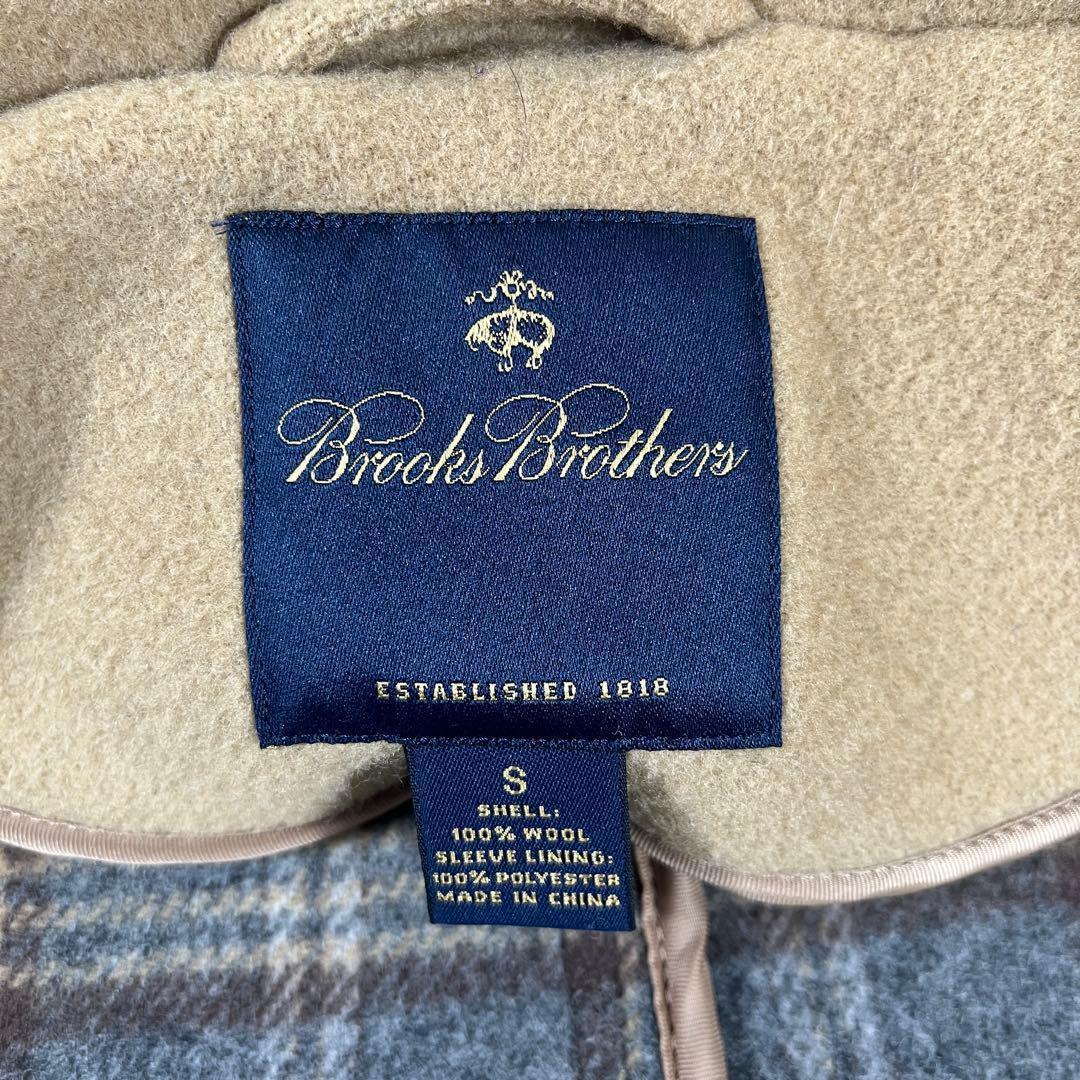 Brooks Brothers
ESTABLISHED 1818
S
SHELL:
100% WOOL
SLEEVE LINING:
100% POLYESTER
MADE IN CHINA